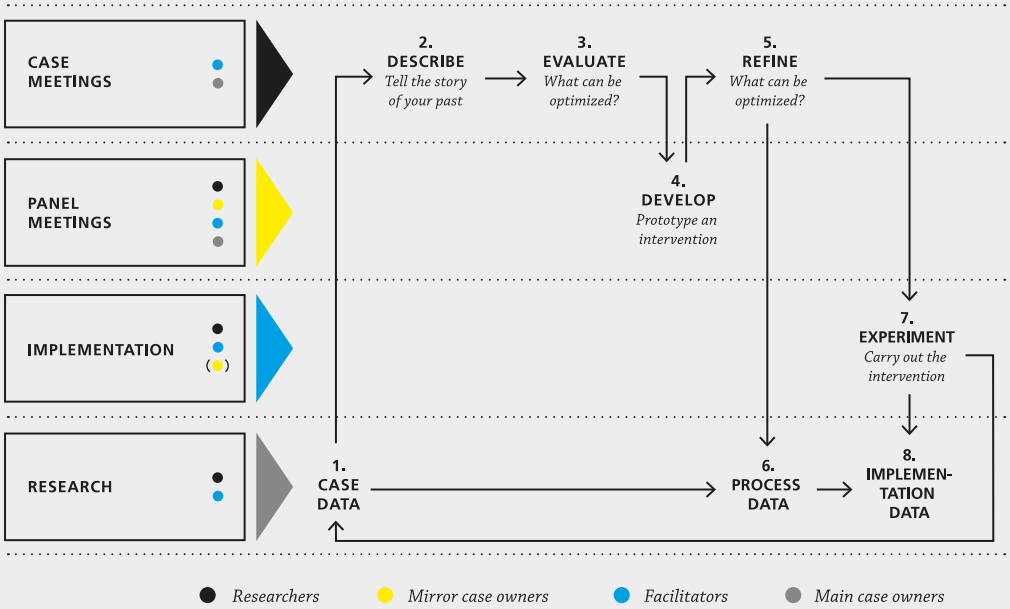 CASE
MEETINGS
2.
DESCRIBE
Tell the story
of your past
3.
EVALUATE
What can be
optimized?
5.
REFINE
What can be
optimized?
PANEL
MEETINGS
4.
DEVELOP
Prototype an
intervention
IMPLEMENTATION
( )
7.
EXPERIMENT
Carry out the
intervention
RESEARCH
1.
CASE
DATA
6.
PROCESS
DATA
8.
IMPLEMEN-
TATION
DATA
Researchers
Mirror case owners
Facilitators
Main case owners